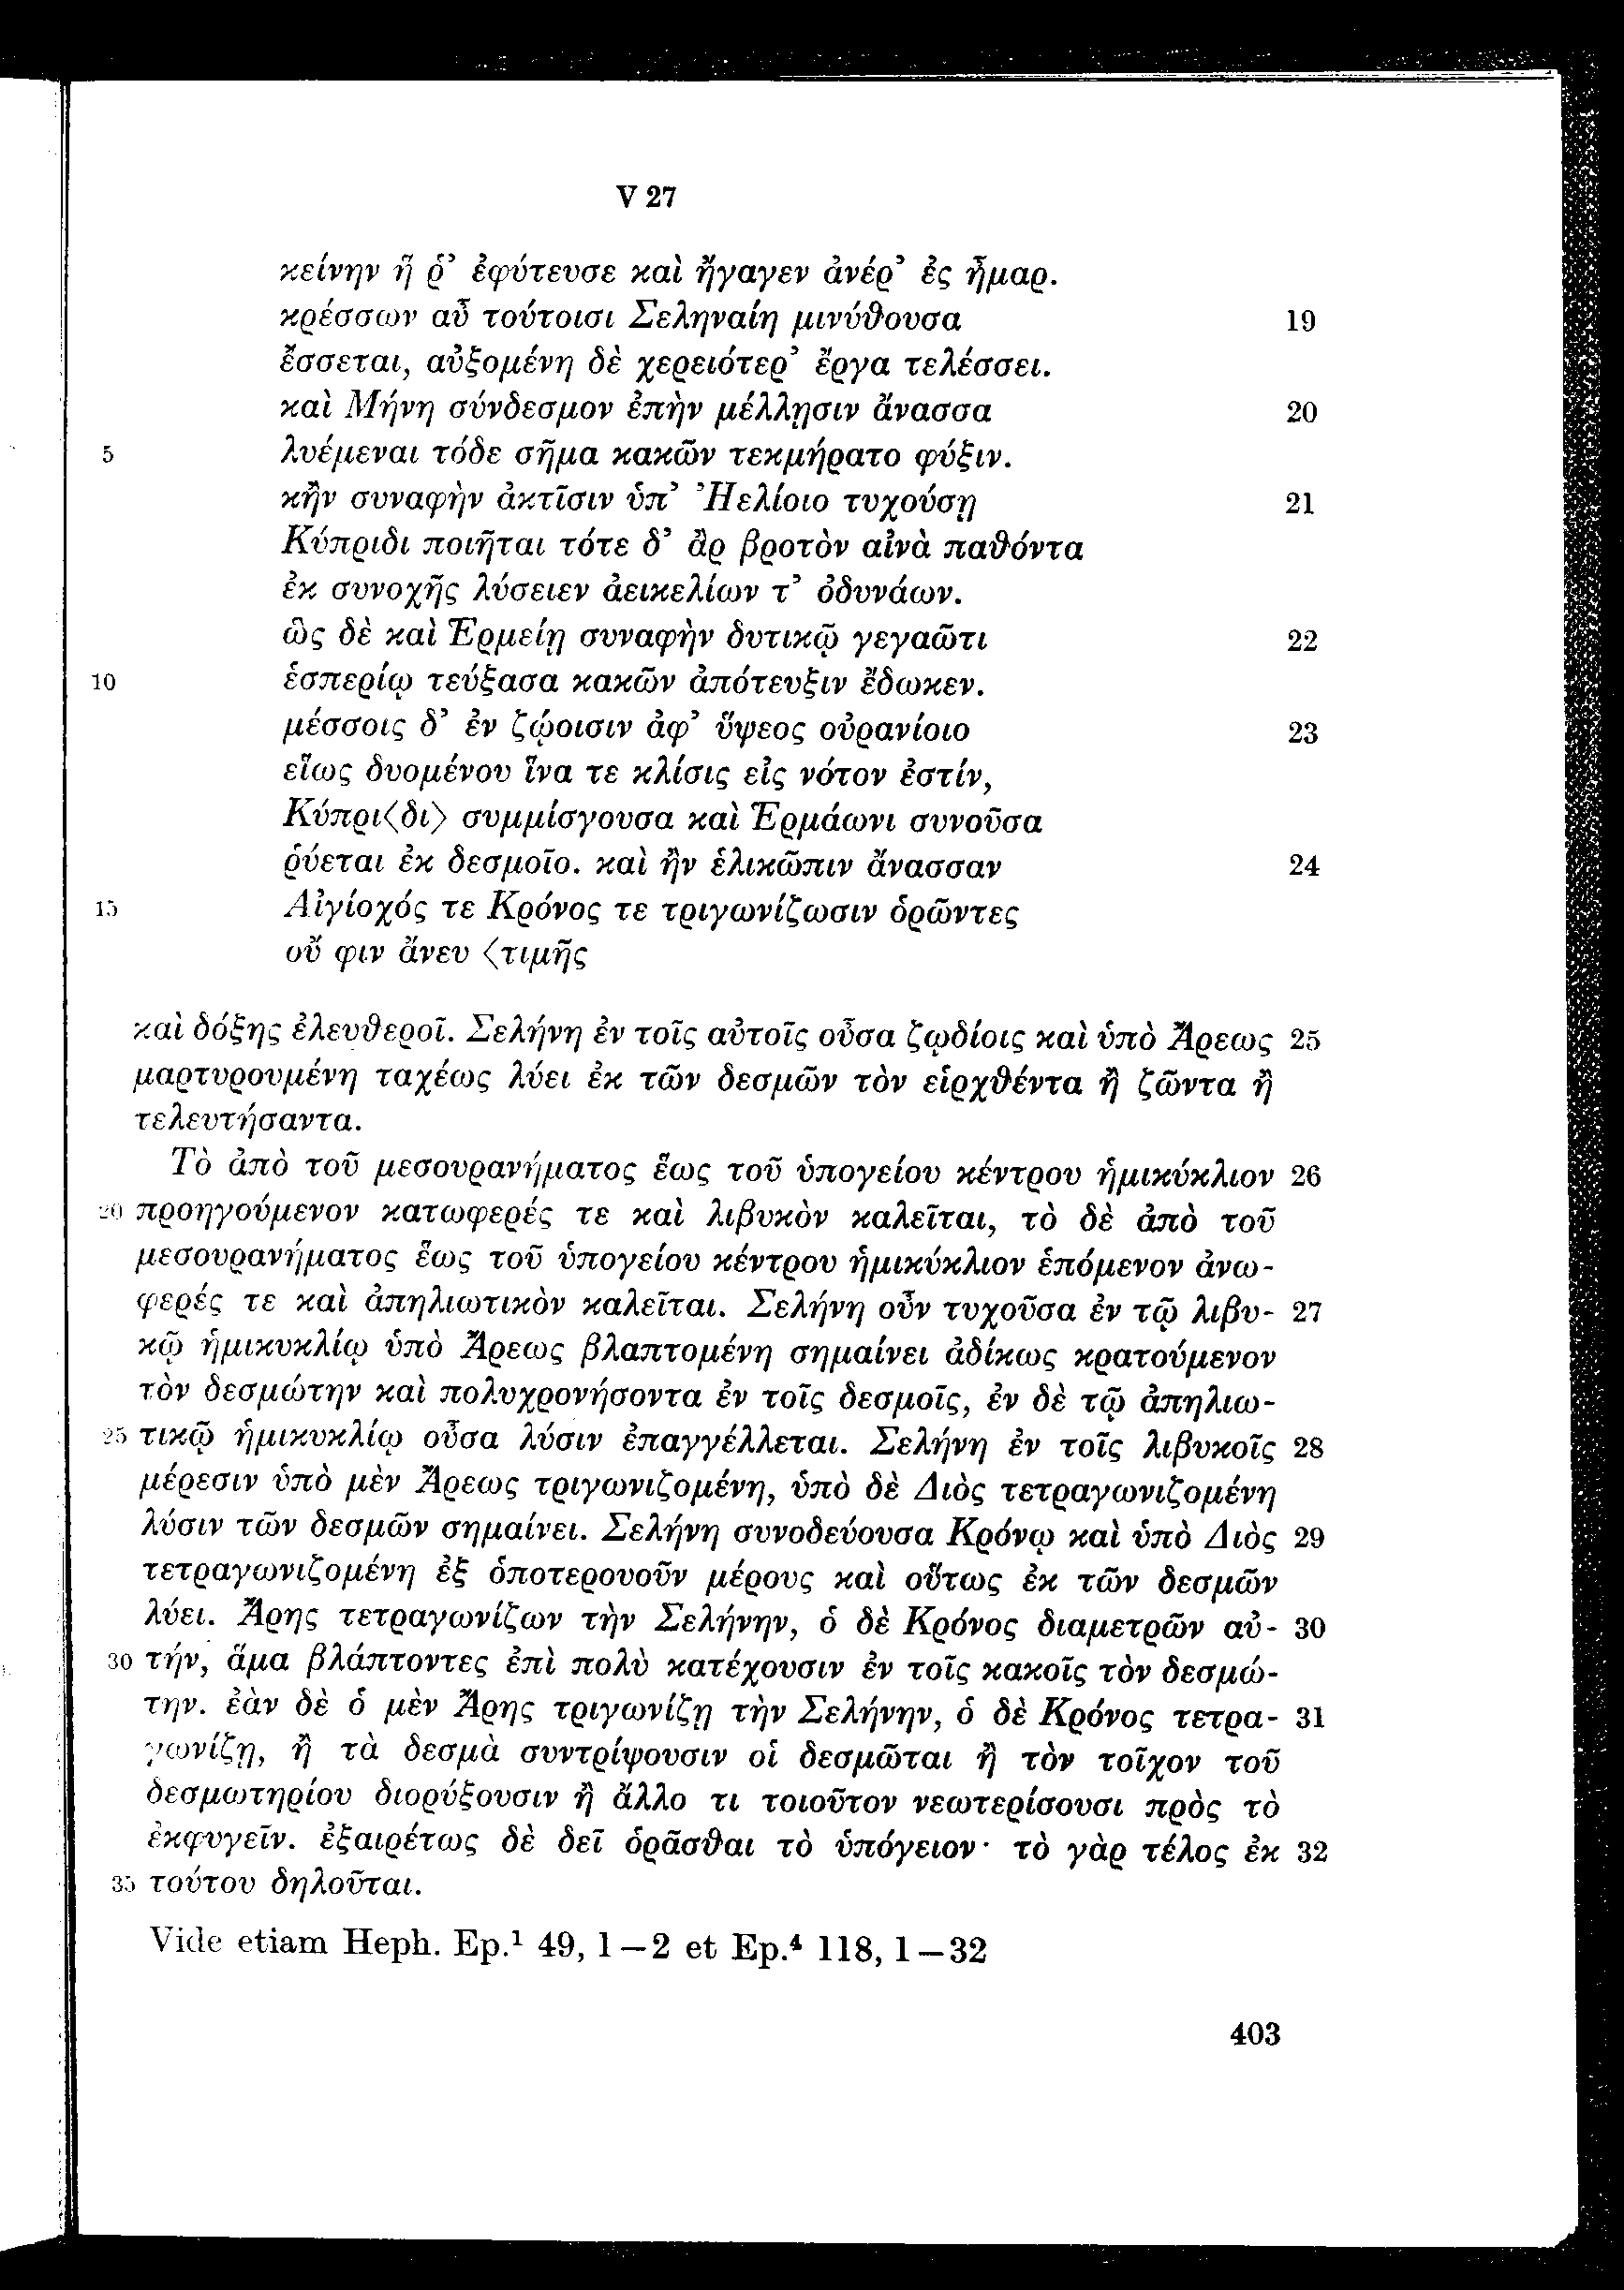 V 27
κείνην ἥ ῥ’ ἐφύτευσε καὶ ἤγαγεν ἀνέρ’ ἐς ἦμαρ.
κρέσσων αὖ τούτοισι Σεληναίη μινύθουσα 19
ἔσσεται, αὐξομένη δὲ χερειότερ’ ἔργα τελέσσει.
καὶ Μήνη σύνδεσμον ἐπὴν μέλλησιν ἄνασσα 20
5 λυέμεναι τόδε σῆμα κακῶν τεκμήρατο φύξιν.
κἢν συναφὴν ἀκτῖσιν ὑπ’ Ἠελίοιο τυχούσῃ 21
Κύπριδι ποιῆται τότε δ’ ἂρ βροτὸν αἰνὰ παθόντα
ἐκ συνοχῆς λύσειεν ἀεικελίων τ’ ὀδυνάων.
ὣς δὲ καὶ Ἑρμείῃ συναφὴν δυτικῷ γεγαῶτι 22
10 ἑσπερίῳ τεύξασα κακῶν ἀπότευξιν ἔδωκεν.
μέσσοις δ’ ἐν ζῴοισιν ἀφ’ ὕψεος οὐρανίοιο 23
εἵως δυομένου ἵνα τε κλίσις εἰς νότον ἐστίν,
Κύπρι〈δι〉 συμμίσγουσα καὶ Ἑρμάωνι συνοῦσα
ῥύεται ἐκ δεσμοῖο. καὶ ἢν ἑλικῶπιν ἄνασσαν 24
15 Αἰγίοχός τε Κρόνος τε τριγωνίζωσιν ὁρῶντες
οὔ φιν ἄνευ 〈τιμῆς
καὶ δόξης ἐλευθεροῖ. Σελήνη ἐν τοῖς αὐτοῖς οὖσα ζῳδίοις καὶ ὑπὸ Ἄρεως 25
μαρτυρουμένη ταχέως λύει ἐκ τῶν δεσμῶν τὸν εἱρχθέντα ἢ ζῶντα ἢ
τελευτήσαντα.
Τὸ ἀπὸ τοῦ μεσουρανήματος ἕως τοῦ ὑπογείου κέντρου ἡμικύκλιον 26
20 προηγούμενον κατωφερές τε καὶ λιβυκὸν καλεῖται, τὸ δὲ ἀπὸ τοῦ
μεσουρανήματος ἕως τοῦ ὑπογείου κέντρου ἡμικύκλιον ἑπόμενον ἀνω-
φερές τε καὶ ἀπηλιωτικὸν καλεῖται. Σελήνη οὖν τυχοῦσα ἐν τῷ λιβυ- 27
κῷ ἡμικυκλίῳ ὑπὸ Ἄρεως βλαπτομένη σημαίνει ἀδίκως κρατούμενον
τὸν δεσμώτην καὶ πολυχρονήσοντα ἐν τοῖς δεσμοῖς, ἐν δὲ τῷ ἀπηλιω-
25 τικῷ ἡμικυκλίῳ οὖσα λύσιν ἐπαγγέλλεται. Σελήνη ἐν τοῖς λιβυκοῖς 28
μέρεσιν ὑπὸ μὲν Ἄρεως τριγωνιζομένη, ὑπὸ δὲ Διὸς τετραγωνιζομένη
λύσιν τῶν δεσμῶν σημαίνει. Σελήνη συνοδεύουσα Κρόνῳ καὶ ὑπὸ Διὸς 29
τετραγωνιζομένη ἐξ ὁποτερουοῦν μέρους καὶ οὕτως ἐκ τῶν δεσμῶν
λύει. Ἄρης τετραγωνίζων τὴν Σελήνην, ὁ δὲ Κρόνος διαμετρῶν αὐ- 30
30 τήν, ἅμα βλάπτοντες ἐπὶ πολὺ κατέχουσιν ἐν τοῖς κακοῖς τὸν δεσμώ-
την. ἐὰν δὲ ὁ μὲν Ἄρης τριγωνίζῃ τὴν Σελήνην, ὁ δὲ Κρόνος τετρα- 31
γωνίζῃ, ἢ τὰ δεσμὰ συντρίψουσιν οἱ δεσμῶται ἢ τὸν τοῖχον τοῦ
δεσμωτηρίου διορύξουσιν ἢ ἄλλο τι τοιοῦτον νεωτερίσουσι πρὸς τὸ
ἐκφυγεῖν. ἐξαιρέτως δὲ δεῖ ὁρᾶσθαι τὸ ὑπόγειον· τὸ γὰρ τέλος ἐκ 32
35 τούτου δηλοῦται.
Vide etiam Heph. Ep.¹ 49, 1–2 et Ep.⁴ 118, 1–32
403